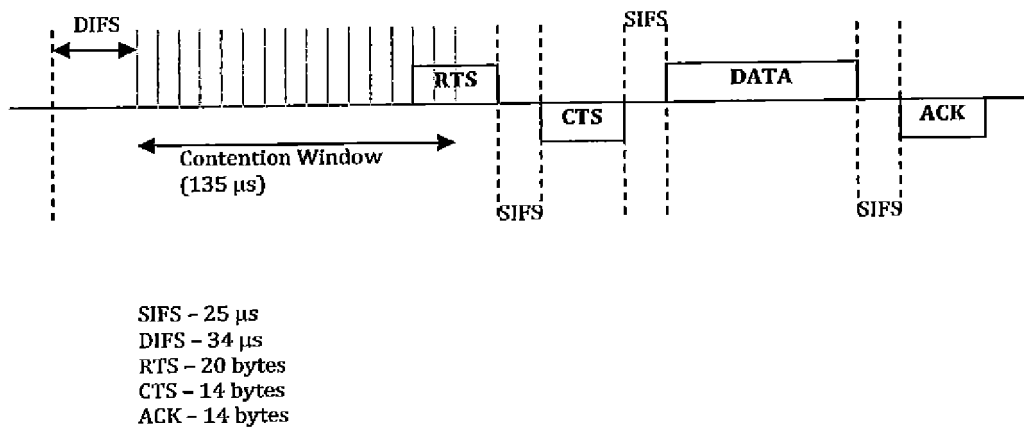 DIFS
SIFS
RTS
DATA
CTS
ACK
Contention Window
(135 µs)
SIFS
SIFS
SIFS – 25 µs
DIFS – 34 µs
RTS – 20 bytes
CTS – 14 bytes
ACK – 14 bytes